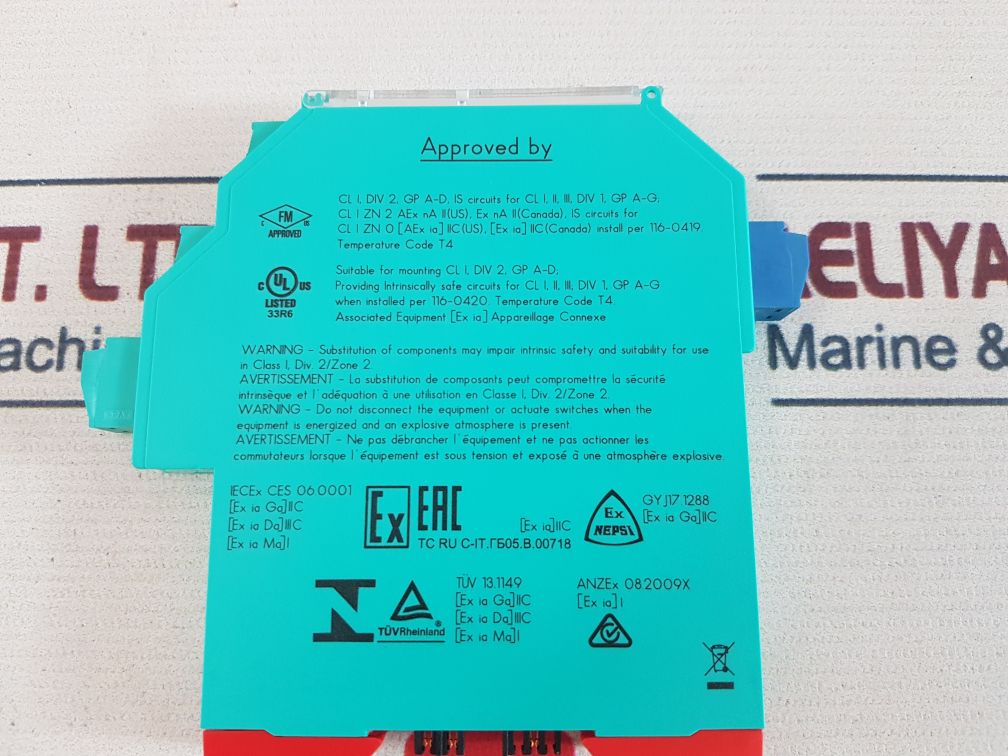 Approved by
CL I, DIV 2, GP A-D, IS circuits for CL I, II, III, DIV 1, GP A-G;
CL I ZN 2 AEx nA II(US), Ex nA II(Canada), IS circuits for
CL I ZN 0 [AEx ia] IIC(US), [Ex ia] IIC(Canada) install per 116-0419.
Temperature Code T4
C FM US
APPROVED
Suitable for mounting CL I, DIV 2, GP A-D;
Providing Intrinsically safe circuits for CL I, II, III, DIV 1, GP A-G
when installed per 116-0420. Temperature Code T4.
Associated Equipment [Ex ia] Appareillage Connexe
C UL US
LISTED
33R6
WARNING - Substitution of components may impair intrinsic safety and suitability for use
in Class I, Div. 2/Zone 2.
AVERTISSEMENT - La substitution de composants peut compromettre la sécurité
intrinsèque et l'adéquation à une utilisation en Classe I, Div. 2/Zone 2.
WARNING - Do not disconnect the equipment or actuate switches when the
equipment is energized and an explosive atmosphere is present.
AVERTISSEMENT - Ne pas débrancher l'équipement et ne pas actionner les
commutateurs lorsque l'équipement est sous tension et exposé à une atmosphère explosive.
IECEx CES 06.0001
[Ex ia Ga]IIC
[Ex ia Da]IIIC
[Ex ia Ma]I
Ex EAC
[Ex ia]IIC
TC RU C-IT.ГБ05.B.00718
Ex
NEPSI
GYJ17.1288
[Ex ia Ga]IIC
TÜVRheinland ®
TÜV 13.1149
[Ex ia Ga]IIC
[Ex ia Da]IIIC
[Ex ia Ma]I
ANZEx 08.2009X
[Ex ia] I
T. LT
achi
ELIYA
Marine &